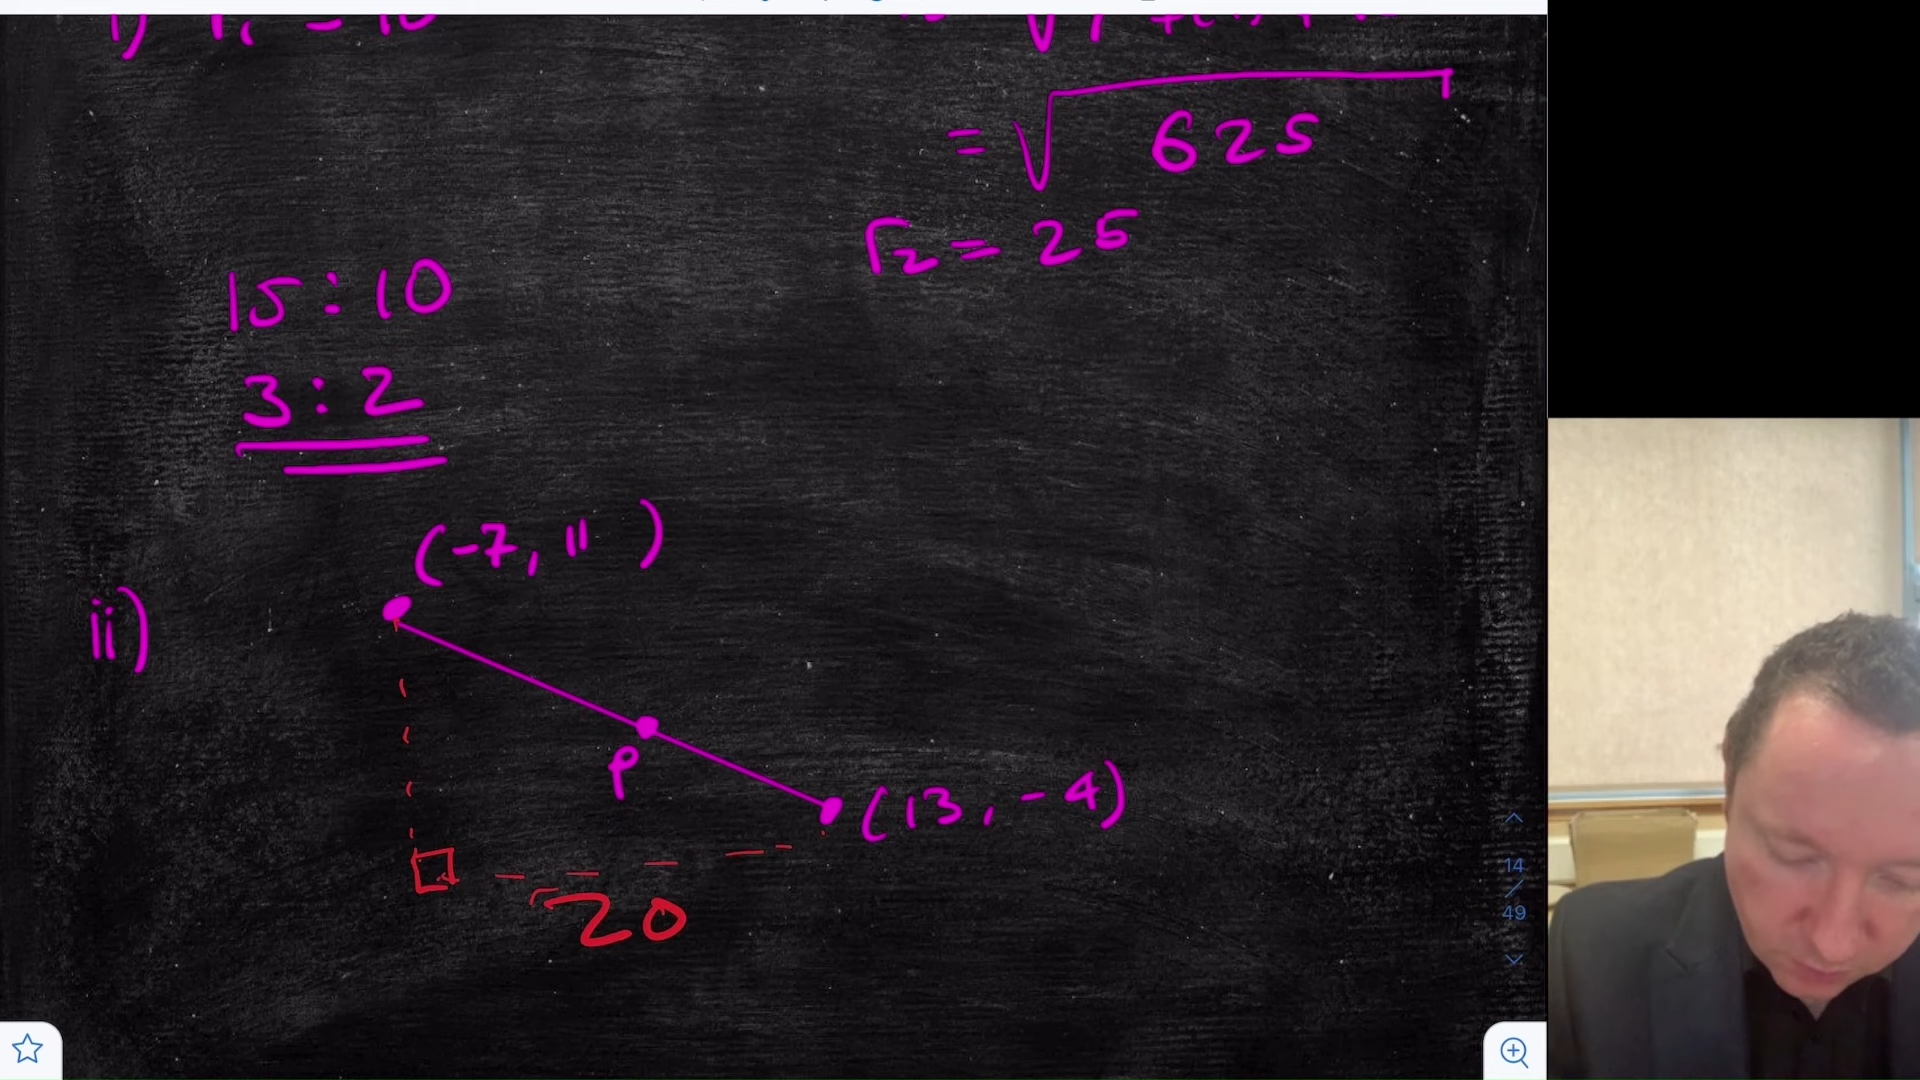 = √625
r₂ = 25
15 : 10
3 : 2
(-7, 11)
ii)
P
(13, -4)
20
14
49